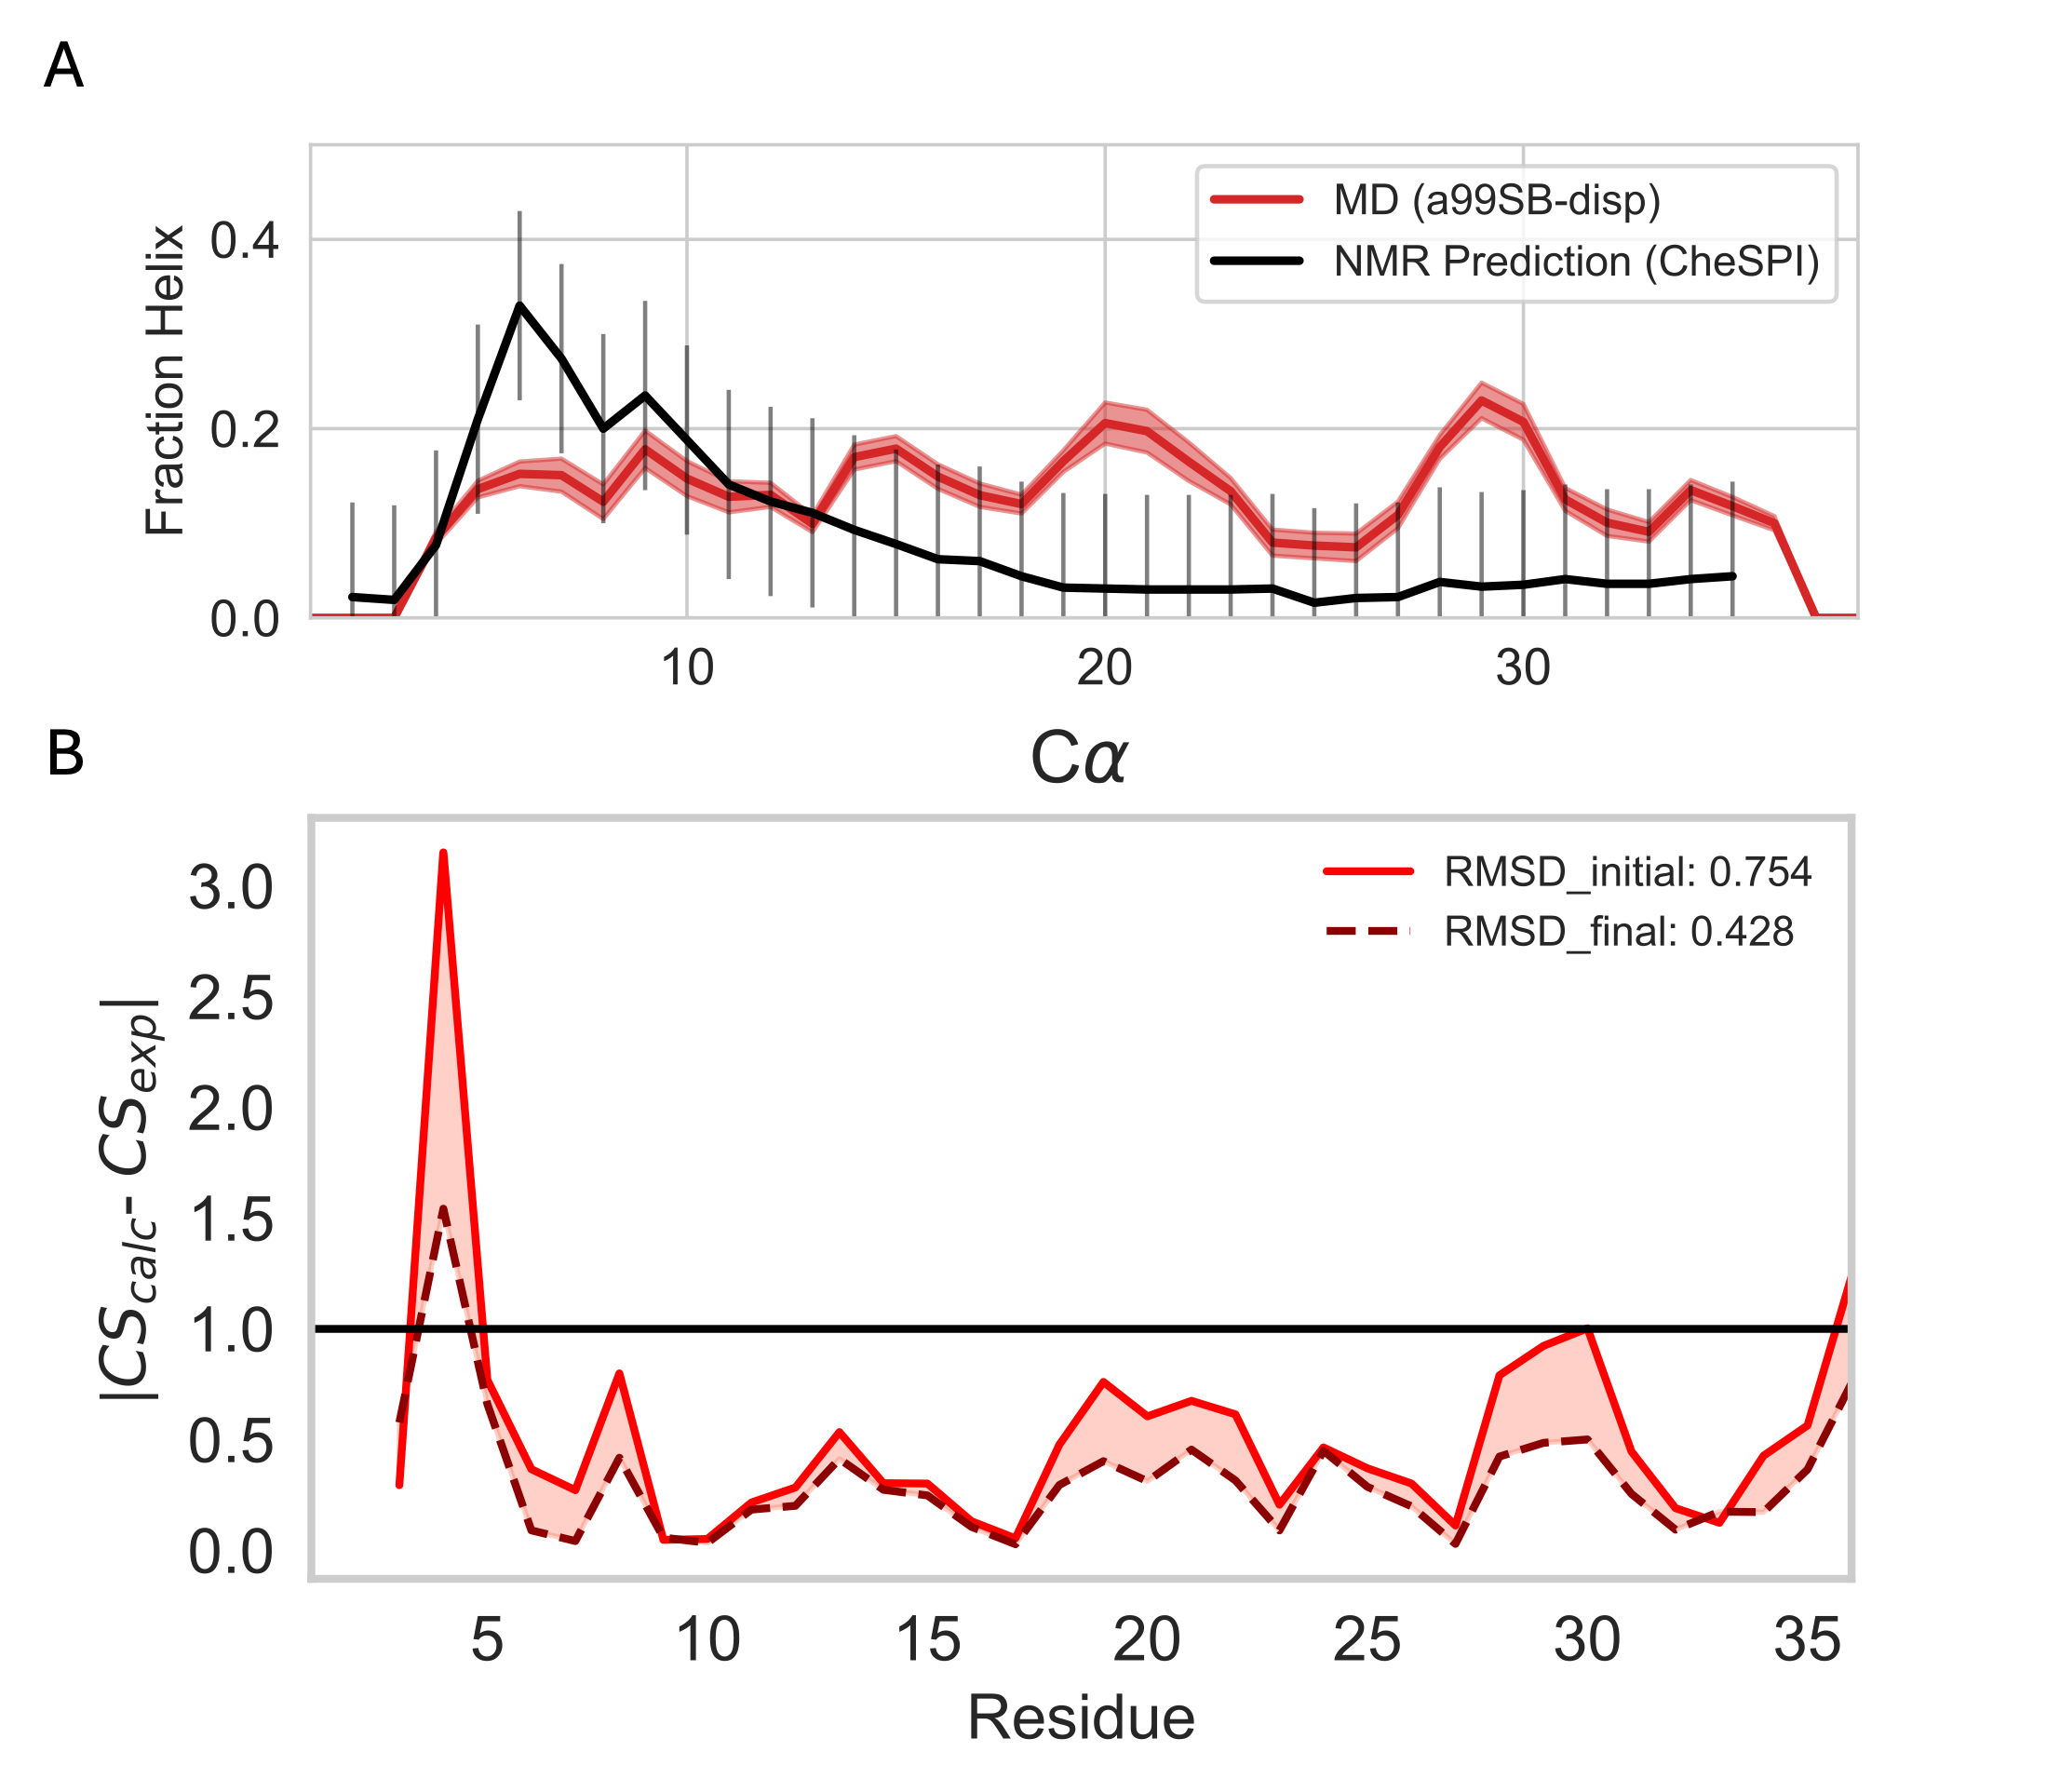 A
Fraction Helix
0.4
0.2
0.0
MD (a99SB-disp)
NMR Prediction (CheSPI)
10 20 30
B
Cα
|CScalc- CSexp|
3.0
2.5
2.0
1.5
1.0
0.5
0.0
RMSD_initial: 0.754
RMSD_final: 0.428
5 10 15 20 25 30 35
Residue